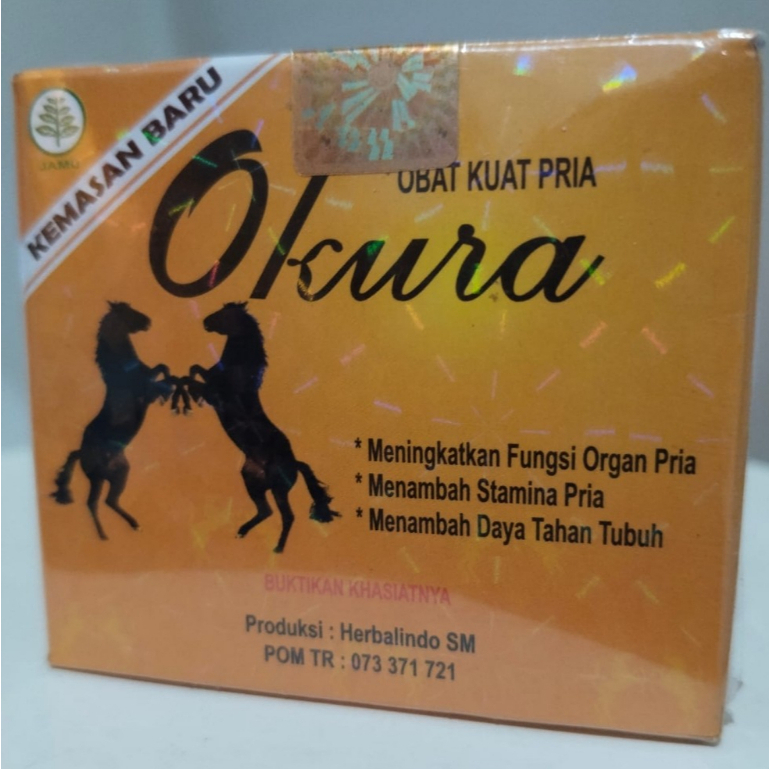 JAMU
KEMASAN BARU
OBAT KUAT PRIA
Okura
* Meningkatkan Fungsi Organ Pria
* Menambah Stamina Pria
* Menambah Daya Tahan Tubuh
BUKTIKAN KHASIATNYA
Produksi : Herbalindo SM
POM TR : 073 371 721